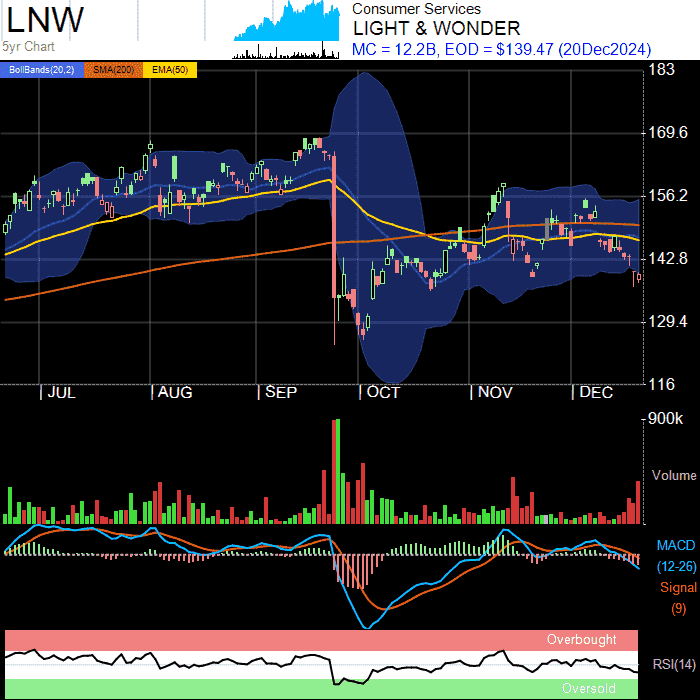 LNW
5yr Chart
Consumer Services
LIGHT & WONDER
MC = 12.2B, EOD = $139.47 (20Dec2024)
BollBands(20,2) SMA(200) EMA(50)
183
169.6
156.2
142.8
129.4
116
JUL AUG SEP OCT NOV DEC
900k
Volume
MACD
(12-26)
Signal
(9)
Overbought
RSI(14)
Oversold